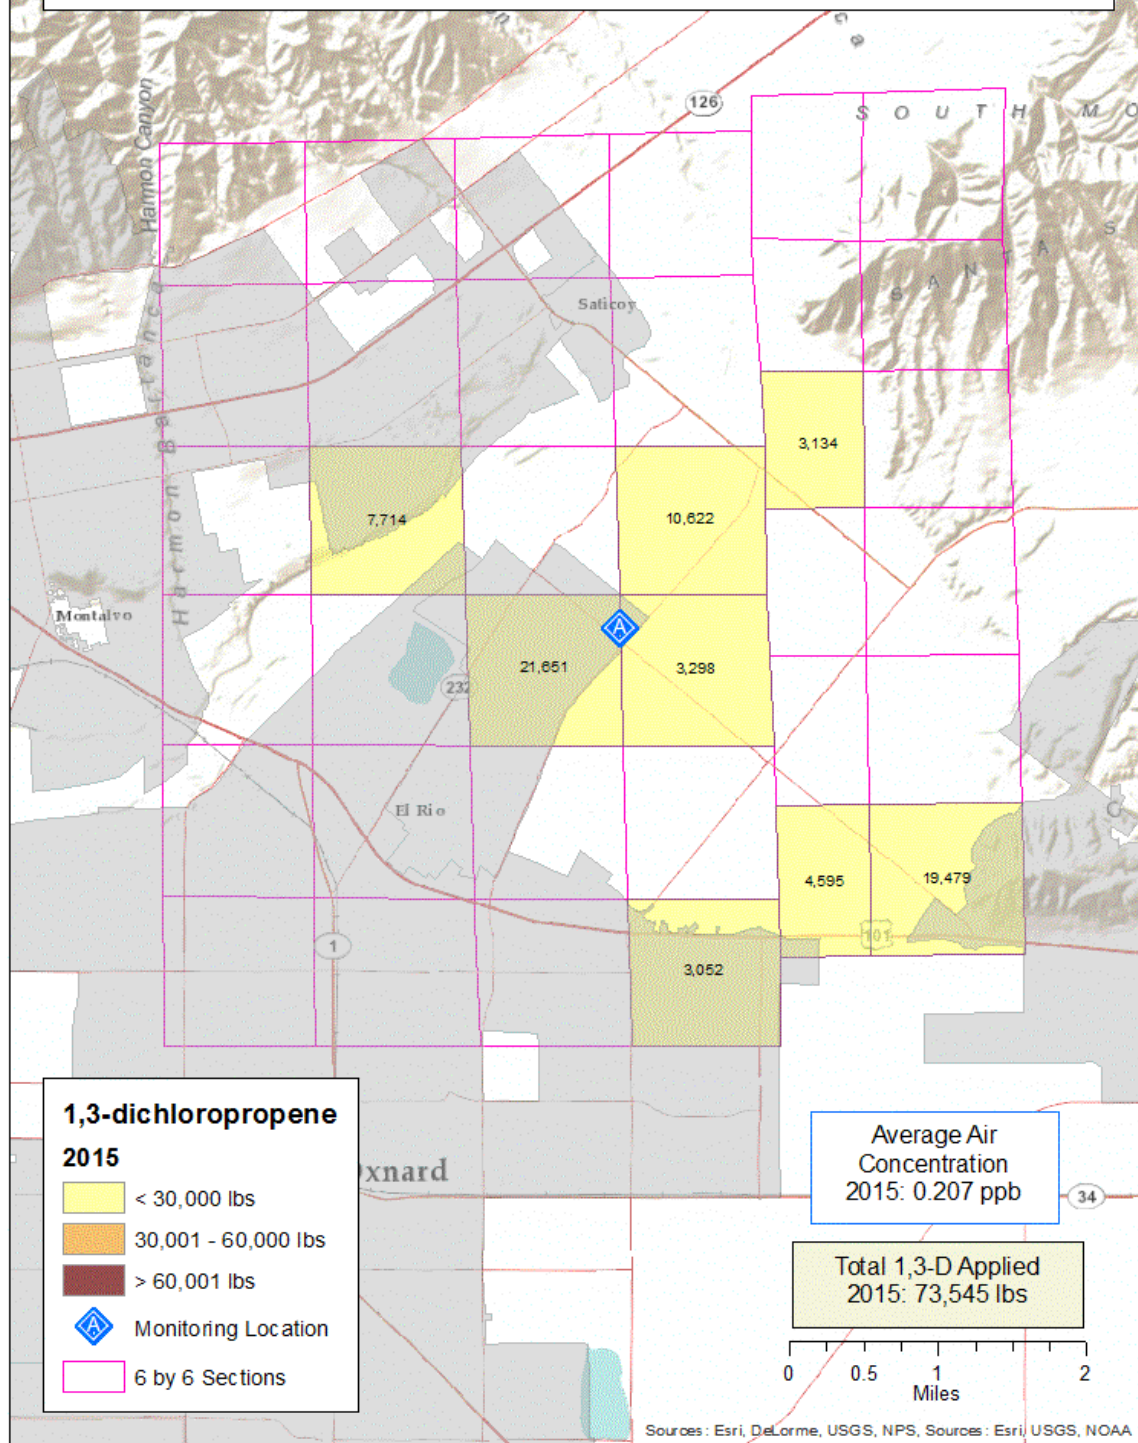 Harmon Canyon
126
SOUTH MO
SANTA S
Saticoy
Harmon Barranca
3,134
7,714
10,622
Montalvo
21,651
3,298
232
El Rio
4,595
19,479
101
1
3,052
1,3-dichloropropene
2015
< 30,000 lbs
30,001 - 60,000 lbs
> 60,001 lbs
A Monitoring Location
6 by 6 Sections
xnard
Average Air
Concentration
2015: 0.207 ppb
34
Total 1,3-D Applied
2015: 73,545 lbs
0 0.5 1 2
Miles
Sources: Esri, DeLorme, USGS, NPS, Sources: Esri, USGS, NOAA
A